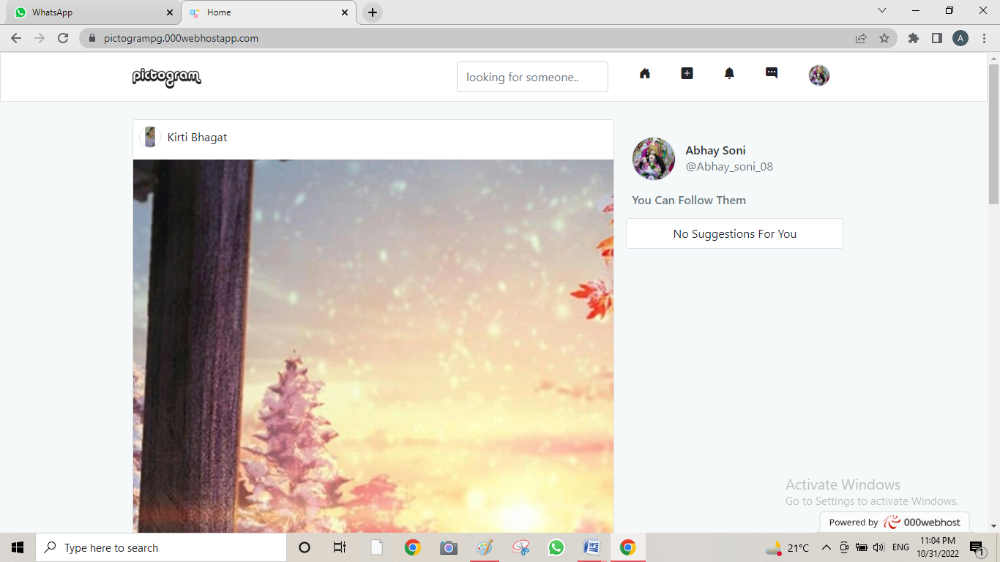 WhatsApp
Home
pictogrampg.000webhostapp.com
A
pictogram
looking for someone..
Kirti Bhagat
Abhay Soni
@Abhay_soni_08
You Can Follow Them
No Suggestions For You
Activate Windows
Go to Settings to activate Windows.
Powered by 000webhost
Type here to search
W
21°C
ENG
11:04 PM
10/31/2022
1